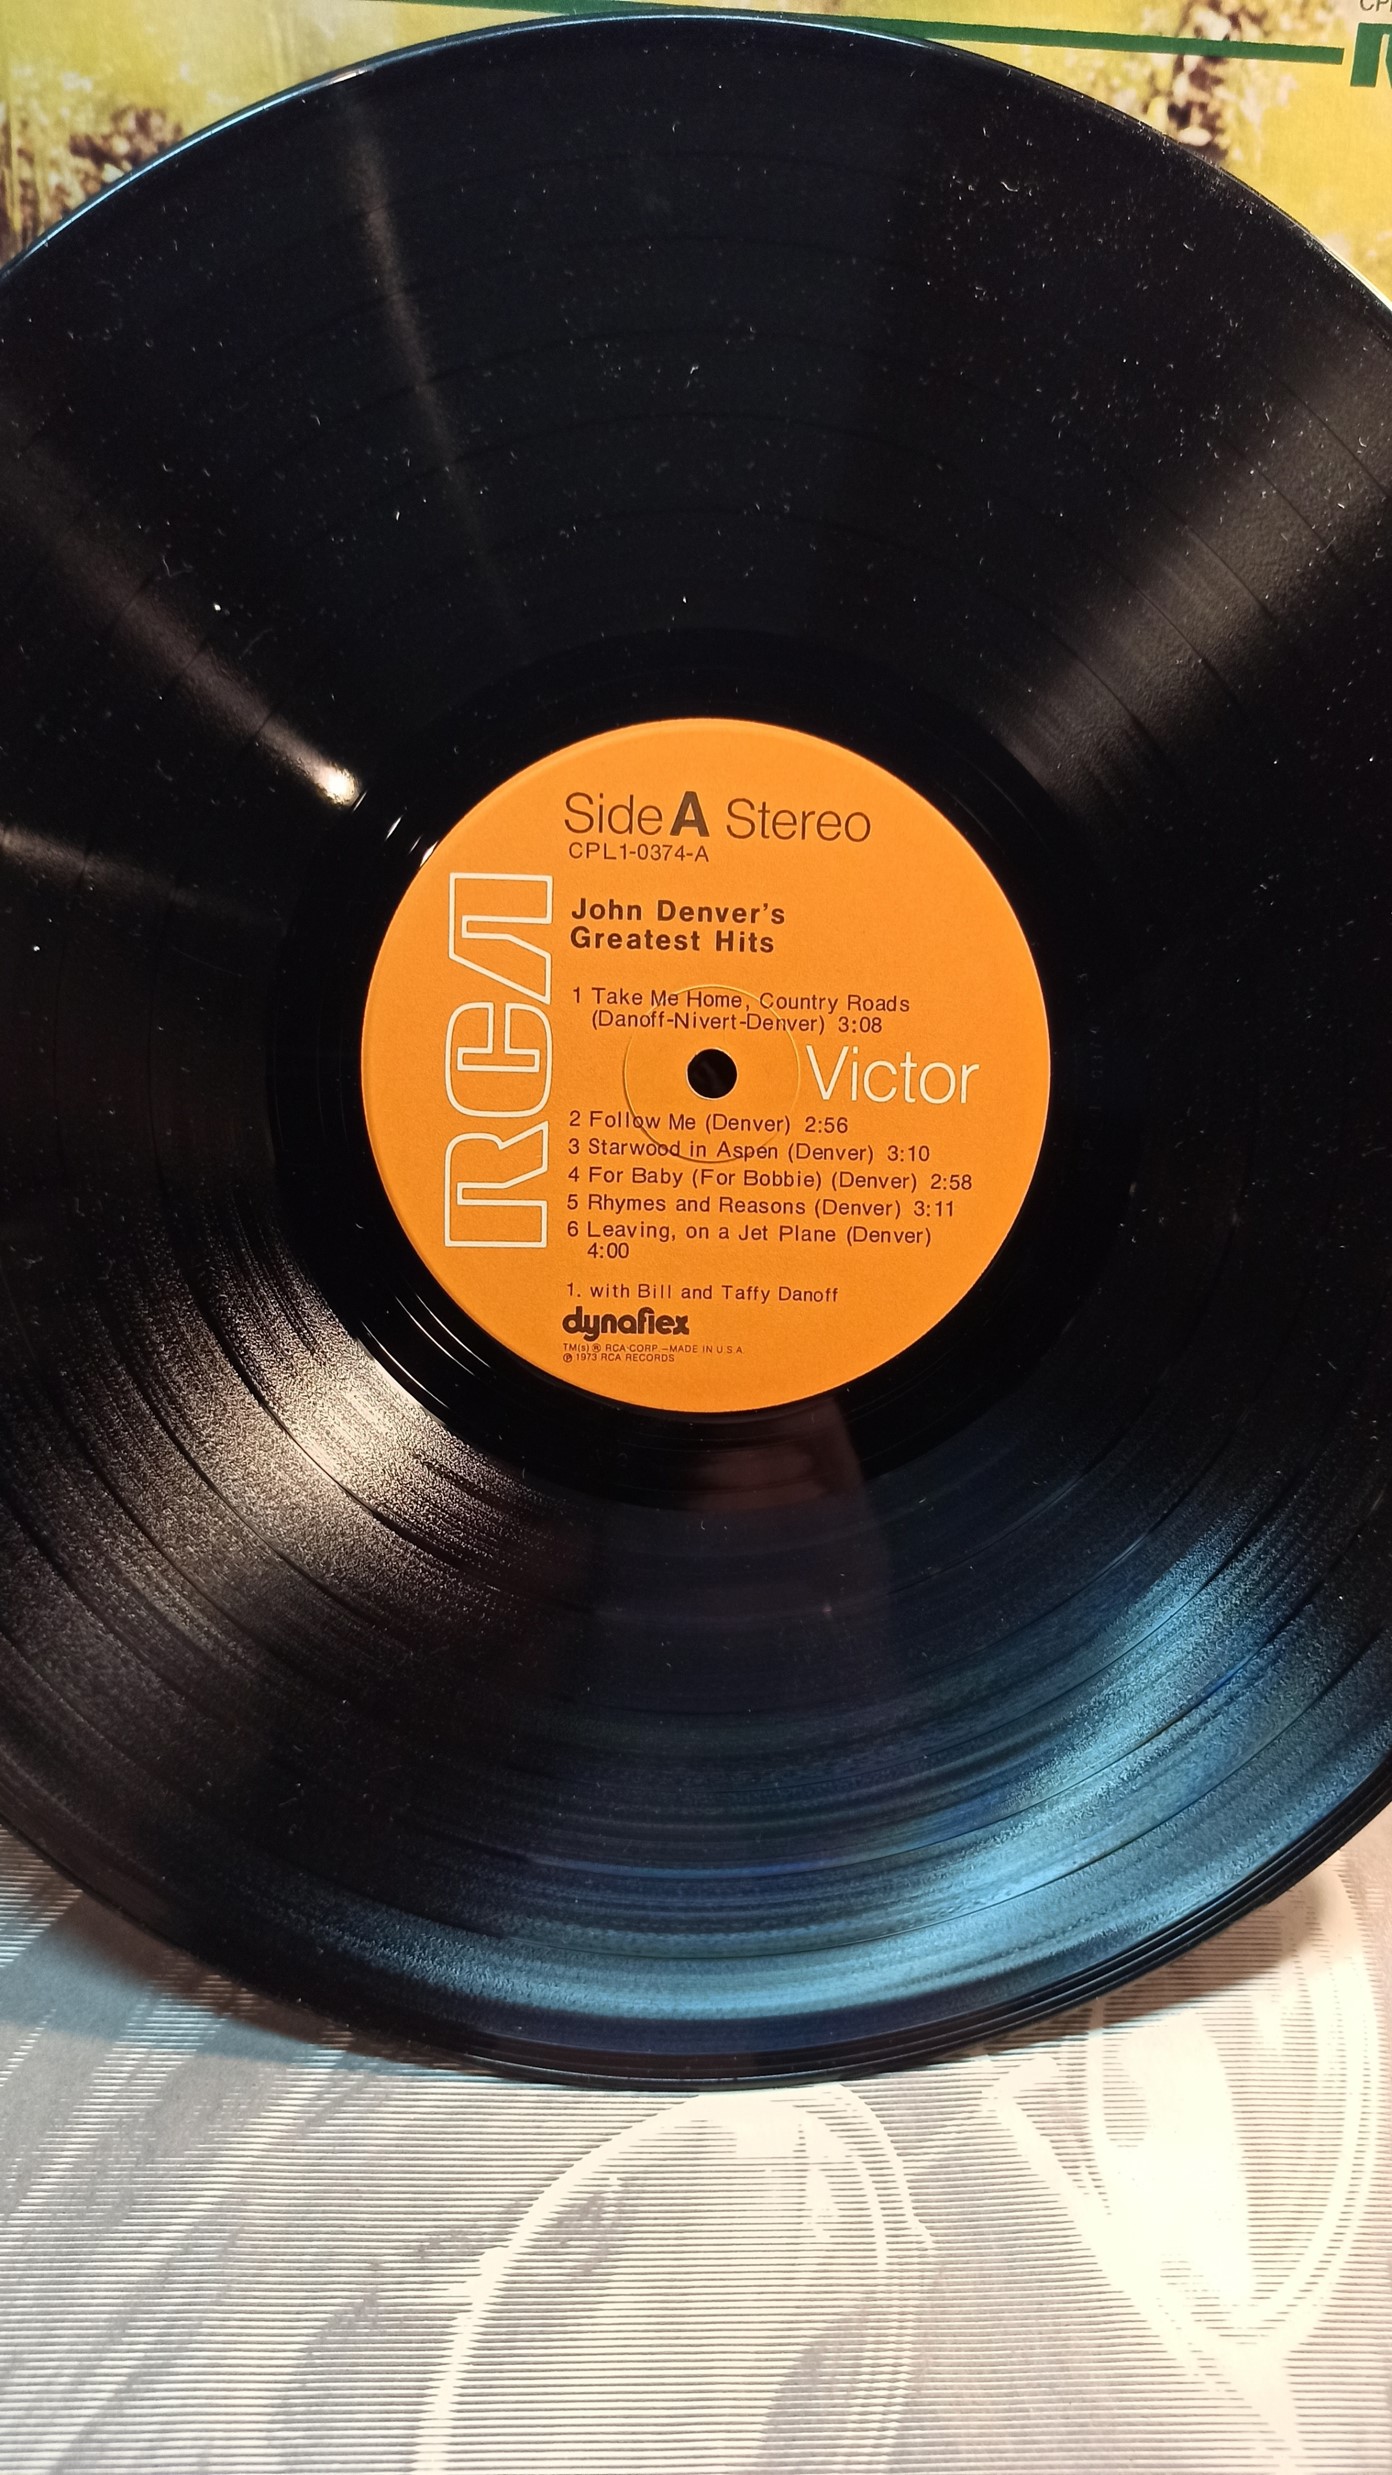 CP
Side A Stereo
CPL1-0374-A
RCA
John Denver's
Greatest Hits
1 Take Me Home, Country Roads
(Danoff-Nivert-Denver) 3:08
Victor
2 Follow Me (Denver) 2:56
3 Starwood in Aspen (Denver) 3:10
4 For Baby (For Bobbie) (Denver) 2:58
5 Rhymes and Reasons (Denver) 3:11
6 Leaving, on a Jet Plane (Denver)
4:00
1. with Bill and Taffy Danoff
dynaflex
TM(s) ® RCA CORP.—MADE IN U.S.A.
℗ 1973 RCA RECORDS